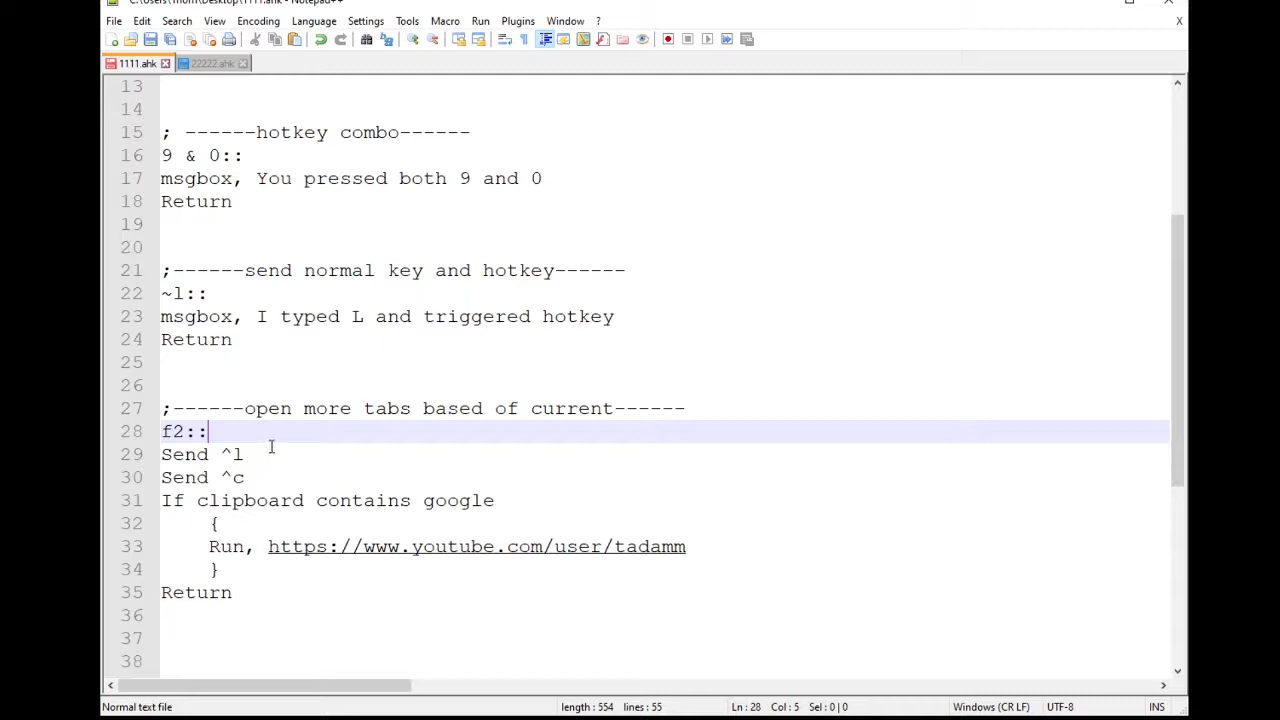 File Edit Search View Encoding Language Settings Tools Macro Run Plugins Window ? X
1111.ahk 22222.ahk
13
14
15 ; ------hotkey combo------
16 9 & 0::
17 msgbox, You pressed both 9 and 0
18 Return
19
20
21 ;------send normal key and hotkey------
22 ~l::
23 msgbox, I typed L and triggered hotkey
24 Return
25
26
27 ;------open more tabs based of current------
28 f2::
29 Send ^l
30 Send ^c
31 If clipboard contains google
32 {
33 Run, https://www.youtube.com/user/tadamm
34 }
35 Return
36
37
38
Normal text file length : 554 lines : 55 Ln : 28 Col : 5 Sel : 0 | 0 Windows (CR LF) UTF-8 INS